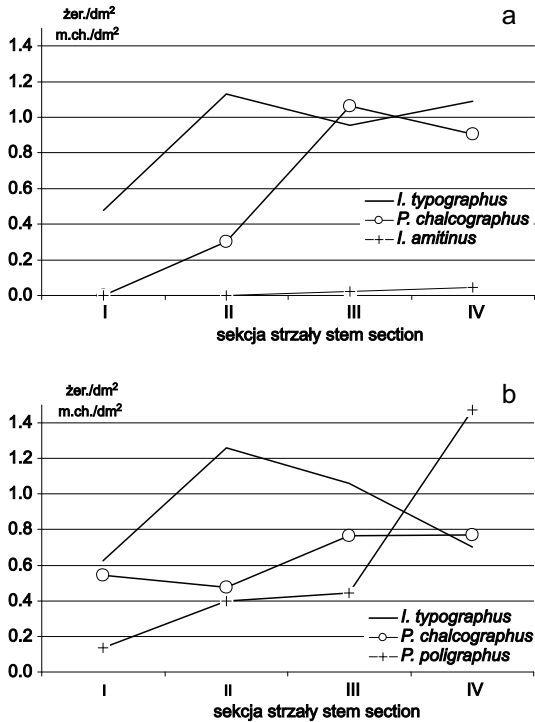 a
żer./dm²
m.ch./dm²
1.4
1.2
1.0
0.8
0.6
0.4
0.2
0.0
I. typographus
P. chalcographus
I. amitinus
I II III IV
sekcja strzały stem section
b
żer./dm²
m.ch./dm²
1.4
1.2
1.0
0.8
0.6
0.4
0.2
0.0
I. typographus
P. chalcographus
P. poligraphus
I II III IV
sekcja strzały stem section